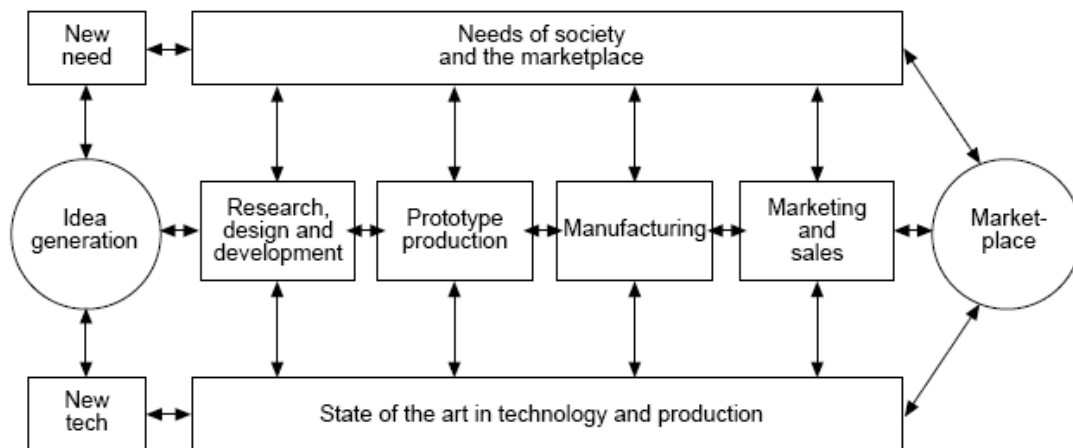 New
need
Needs of society
and the marketplace
Idea
generation
Research,
design and
development
Prototype
production
Manufacturing
Marketing
and
sales
Market-
place
New
tech
State of the art in technology and production